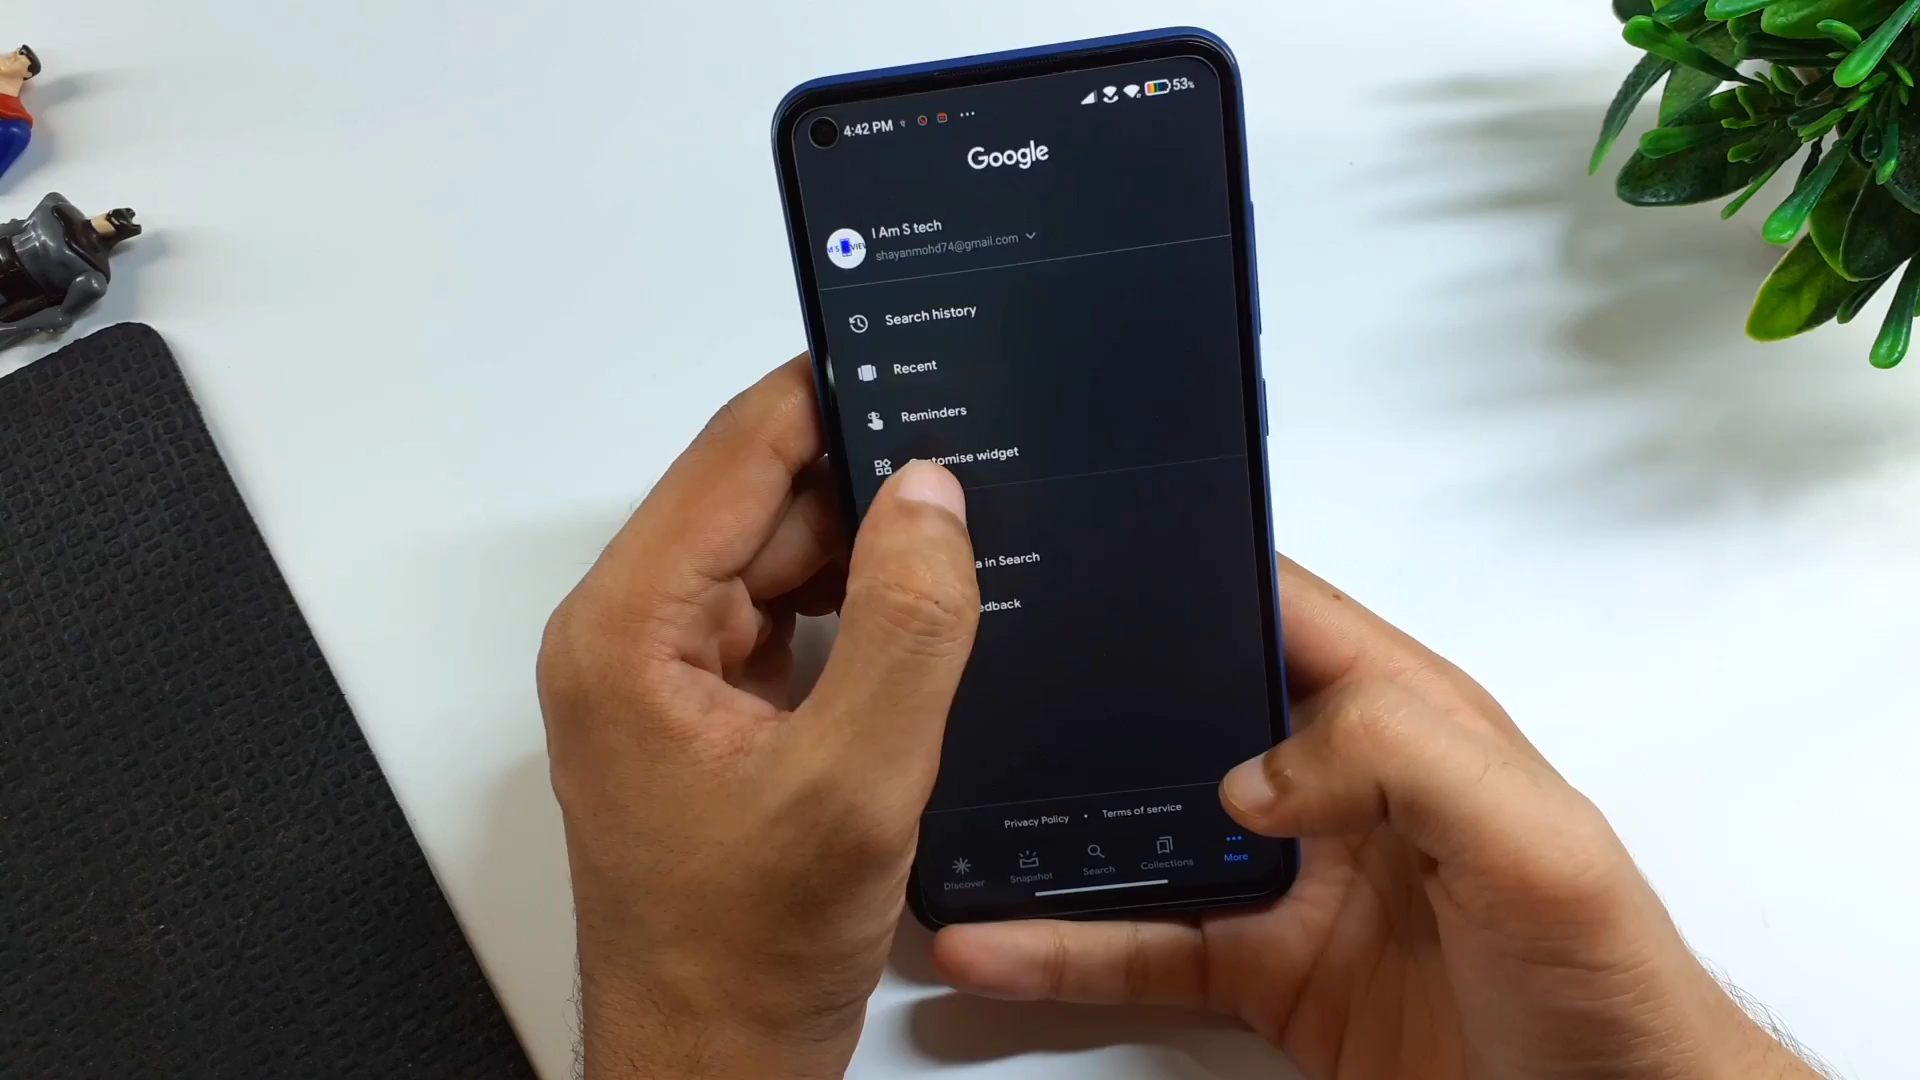 4:42 PM 53%
Google
I Am S tech
shayanmohd74@gmail.com
Search history
Recent
Reminders
tomise widget
a in Search
edback
Privacy Policy • Terms of service
Discover Snapshot Search Collections More